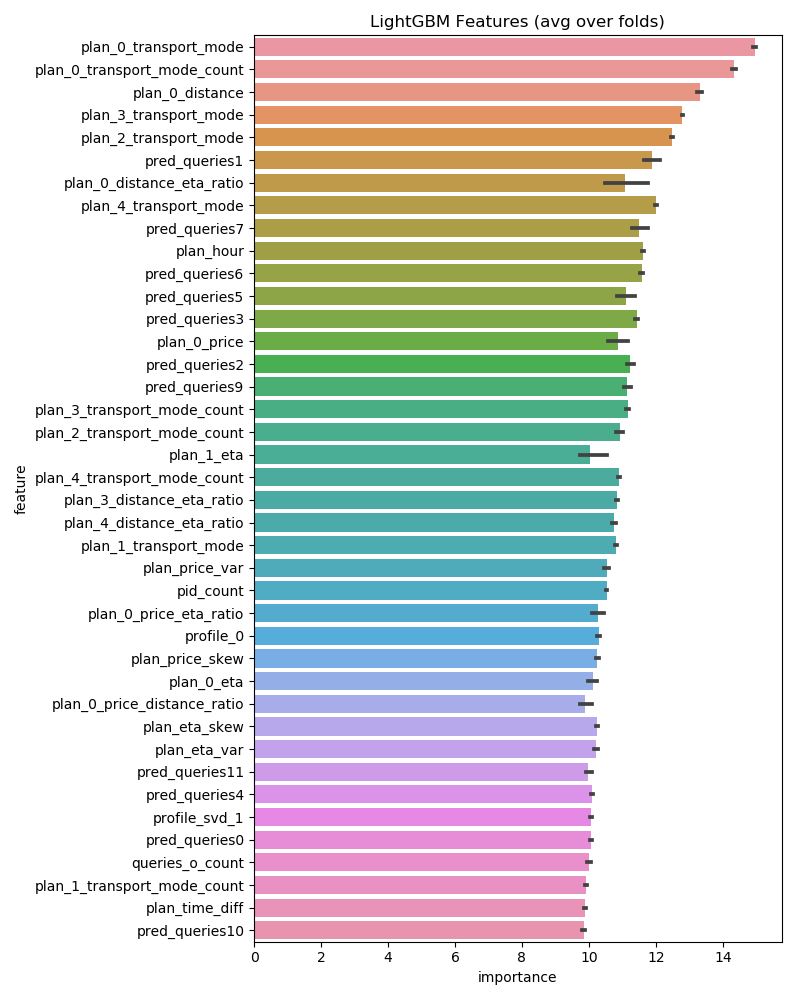 LightGBM Features (avg over folds)
plan_0_transport_mode
plan_0_transport_mode_count
plan_0_distance
plan_3_transport_mode
plan_2_transport_mode
pred_queries1
plan_0_distance_eta_ratio
plan_4_transport_mode
pred_queries7
plan_hour
pred_queries6
pred_queries5
pred_queries3
plan_0_price
pred_queries2
pred_queries9
plan_3_transport_mode_count
plan_2_transport_mode_count
plan_1_eta
plan_4_transport_mode_count
plan_3_distance_eta_ratio
plan_4_distance_eta_ratio
plan_1_transport_mode
plan_price_var
pid_count
plan_0_price_eta_ratio
profile_0
plan_price_skew
plan_0_eta
plan_0_price_distance_ratio
plan_eta_skew
plan_eta_var
pred_queries11
pred_queries4
profile_svd_1
pred_queries0
queries_o_count
plan_1_transport_mode_count
plan_time_diff
pred_queries10
feature
0 2 4 6 8 10 12 14
importance